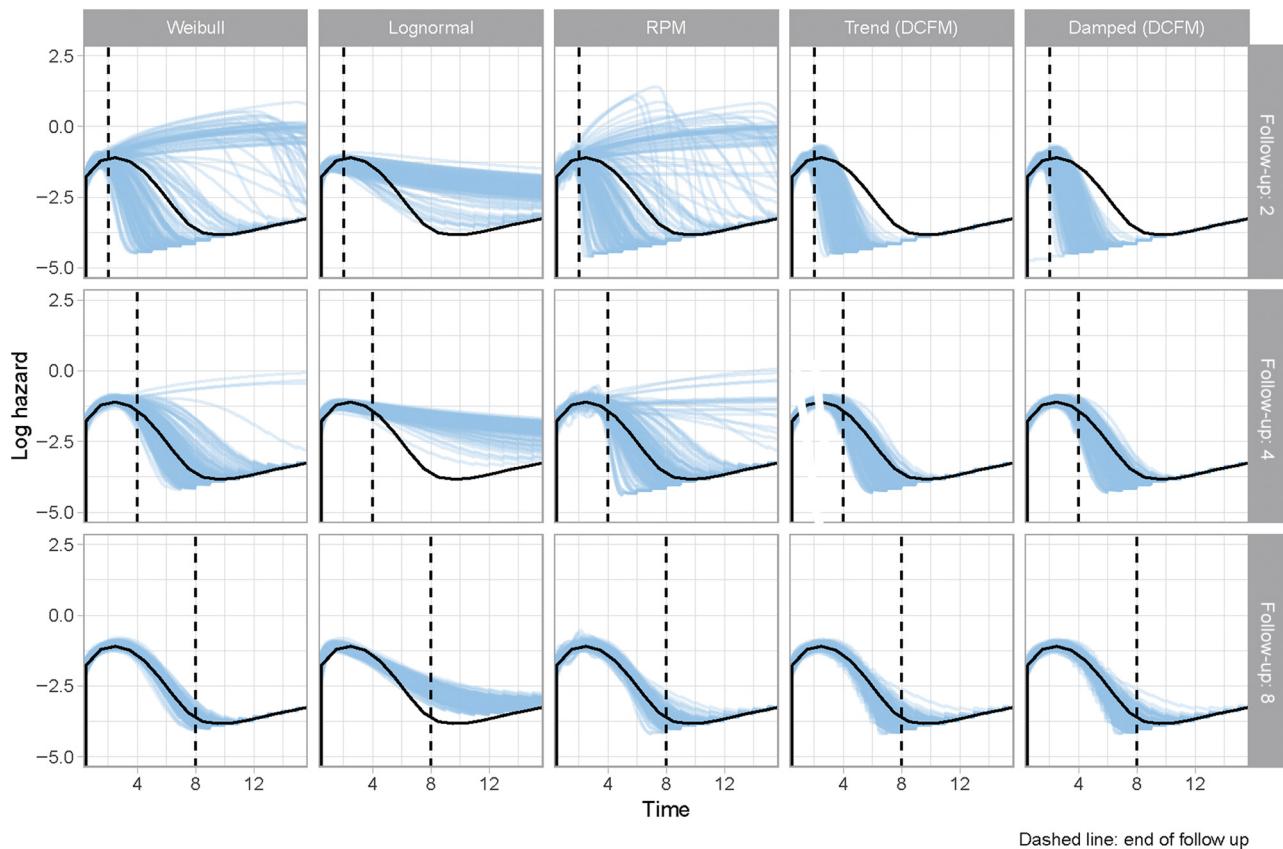 Weibull Lognormal RPM Trend (DCFM) Damped (DCFM)
2.5
0.0
−2.5
−5.0
Follow-up: 2
2.5
0.0
−2.5
−5.0
Follow-up: 4
2.5
0.0
−2.5
−5.0
Follow-up: 8
Log hazard
4 8 12 4 8 12 4 8 12 4 8 12 4 8 12
Time
Dashed line: end of follow up